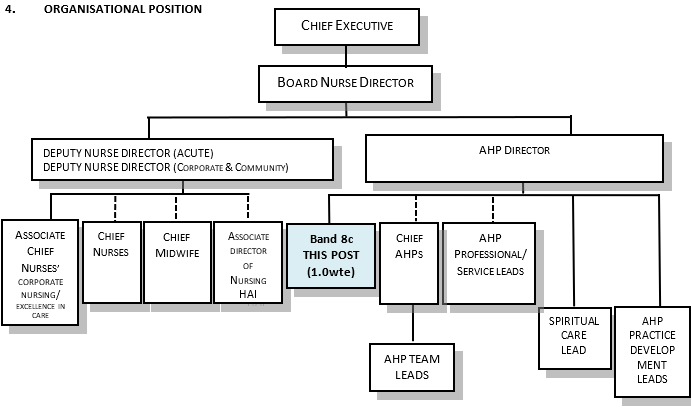 4. ORGANISATIONAL POSITION
CHIEF EXECUTIVE
BOARD NURSE DIRECTOR
DEPUTY NURSE DIRECTOR (ACUTE)
DEPUTY NURSE DIRECTOR (CORPORATE & COMMUNITY)
AHP DIRECTOR
ASSOCIATE
CHIEF
NURSES'
CORPORATE
NURSING/
EXCELLENCE IN
CARE
CHIEF
NURSES
CHIEF
MIDWIFE
ASSOCIATE
DIRECTOR
OF
NURSING
HAI
Band 8c
THIS POST
(1.0wte)
CHIEF
AHPS
AHP
PROFESSIONAL/
SERVICE LEADS
SPIRITUAL
CARE
LEAD
AHP
PRACTICE
DEVELOP
MENT
LEADS
AHP TEAM
LEADS